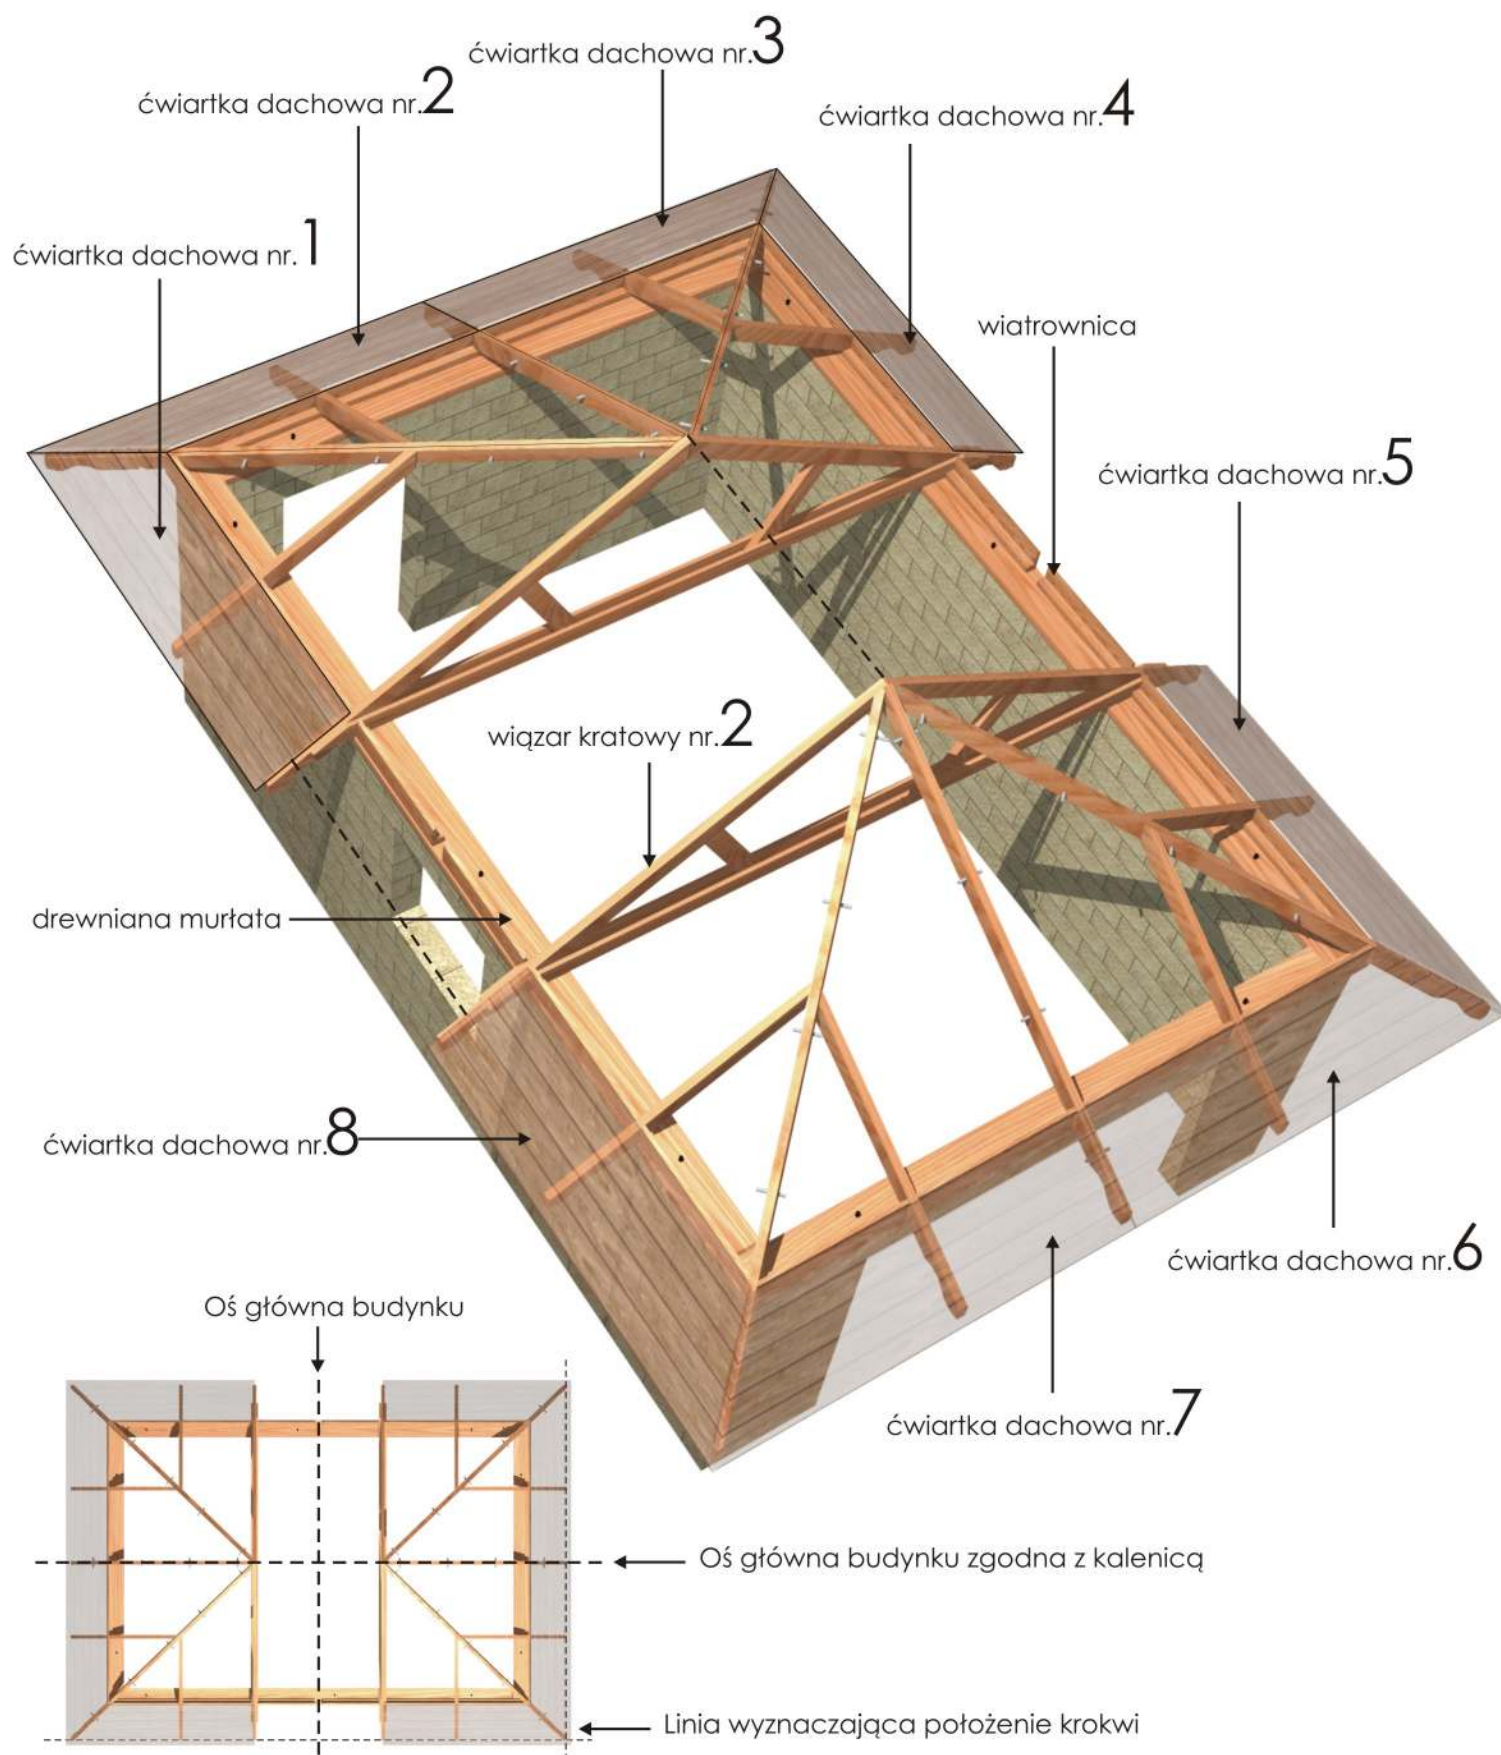 ćwiartka dachowa nr.3
ćwiartka dachowa nr.2
ćwiartka dachowa nr.4
ćwiartka dachowa nr.1
wiatrownica
ćwiartka dachowa nr.5
wiązar kratowy nr.2
drewniana murłata
ćwiartka dachowa nr.8
ćwiartka dachowa nr.6
Oś główna budynku
ćwiartka dachowa nr.7
Oś główna budynku zgodna z kalenicą
Linia wyznaczająca położenie krokwi